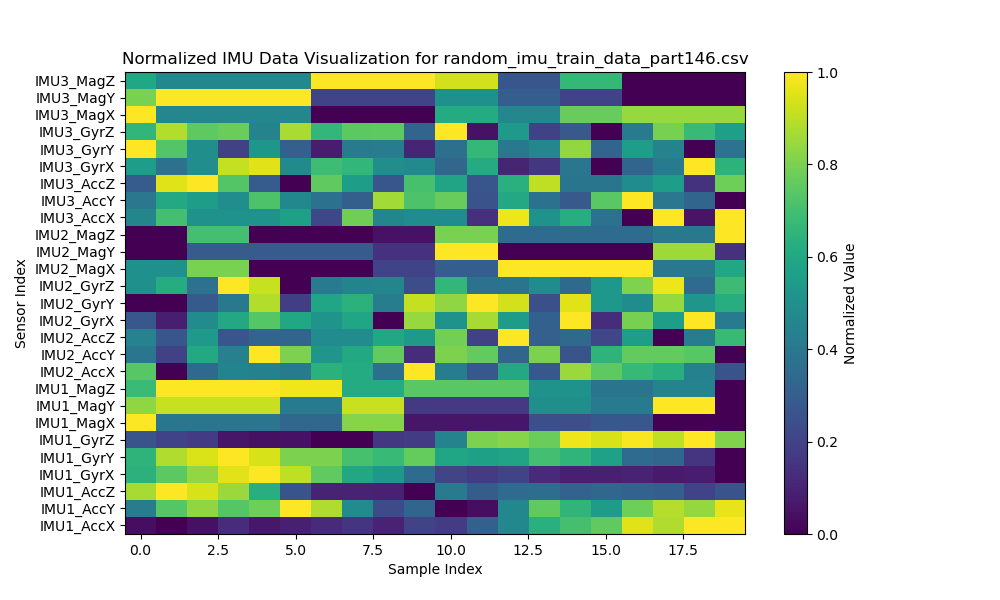 Normalized IMU Data Visualization for random_imu_train_data_part146.csv
IMU3_MagZ
IMU3_MagY
IMU3_MagX
IMU3_GyrZ
IMU3_GyrY
IMU3_GyrX
IMU3_AccZ
IMU3_AccY
IMU3_AccX
IMU2_MagZ
IMU2_MagY
IMU2_MagX
IMU2_GyrZ
IMU2_GyrY
IMU2_GyrX
IMU2_AccZ
IMU2_AccY
IMU2_AccX
IMU1_MagZ
IMU1_MagY
IMU1_MagX
IMU1_GyrZ
IMU1_GyrY
IMU1_GyrX
IMU1_AccZ
IMU1_AccY
IMU1_AccX
Sensor Index
0.0 2.5 5.0 7.5 10.0 12.5 15.0 17.5
Sample Index
1.0
0.8
0.6
0.4
0.2
0.0
Normalized Value